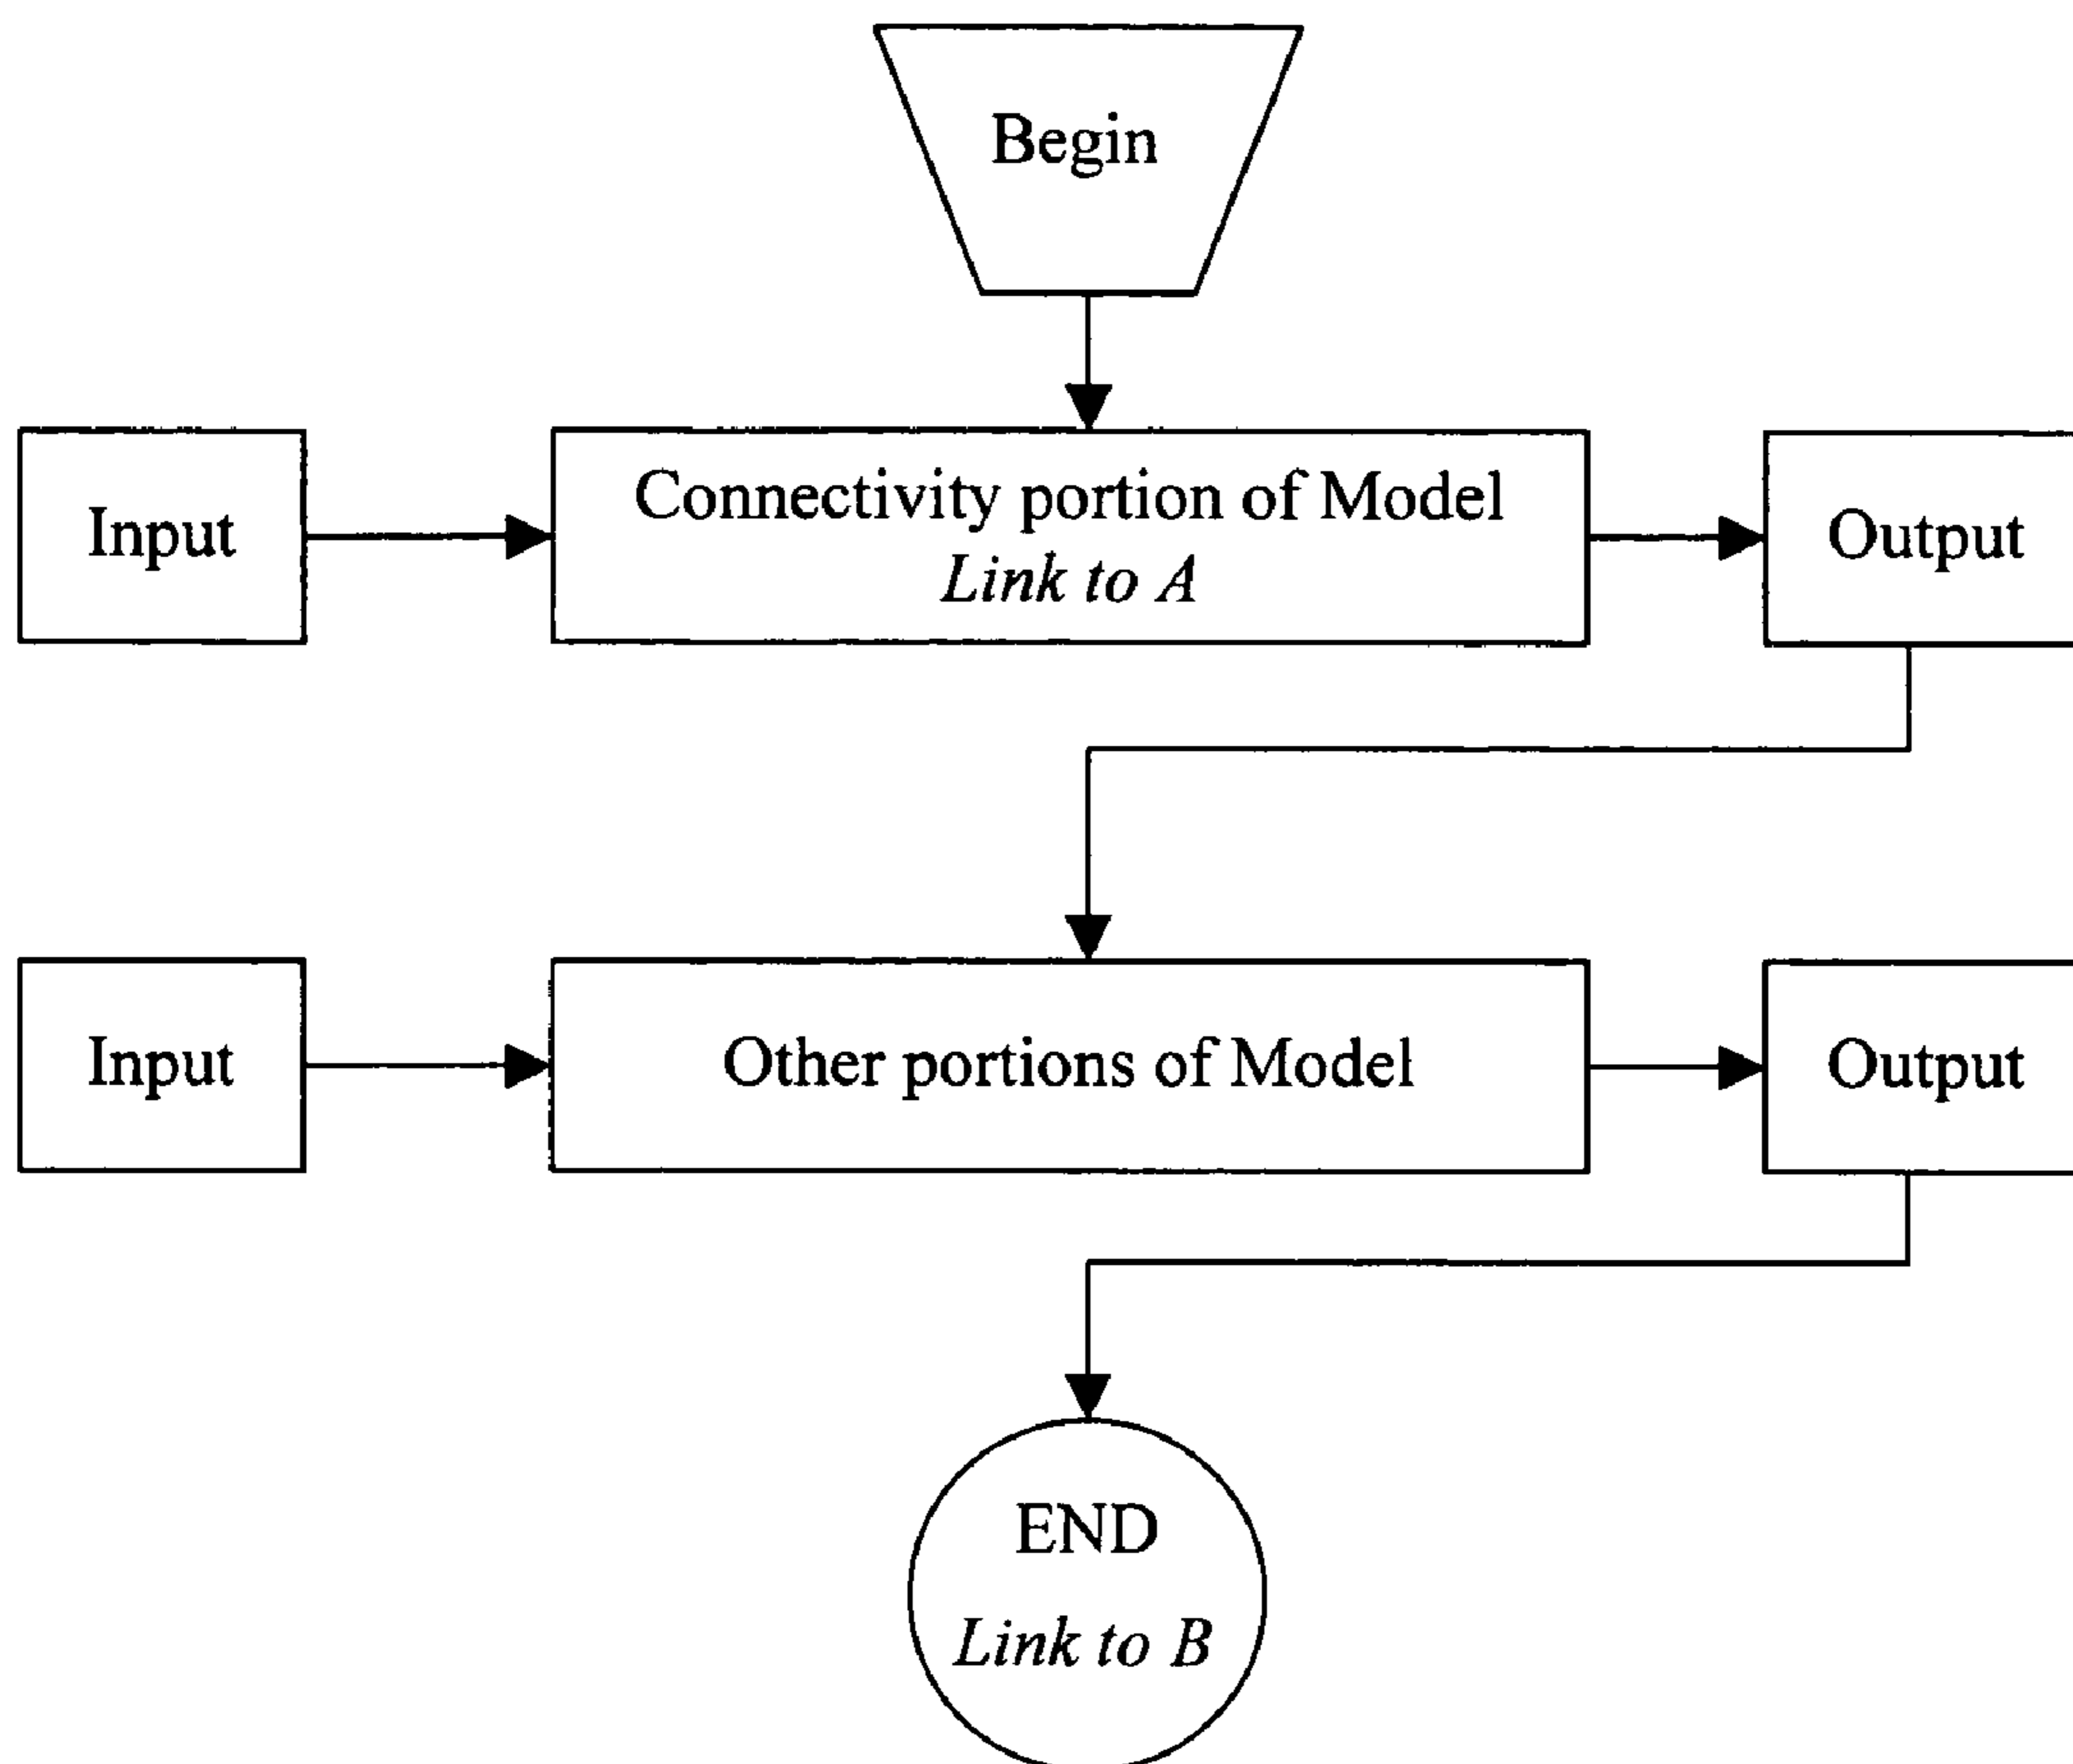 Begin
Input
Connectivity portion of Model
Link to A
Output
Input
Other portions of Model
Output
END
Link to B